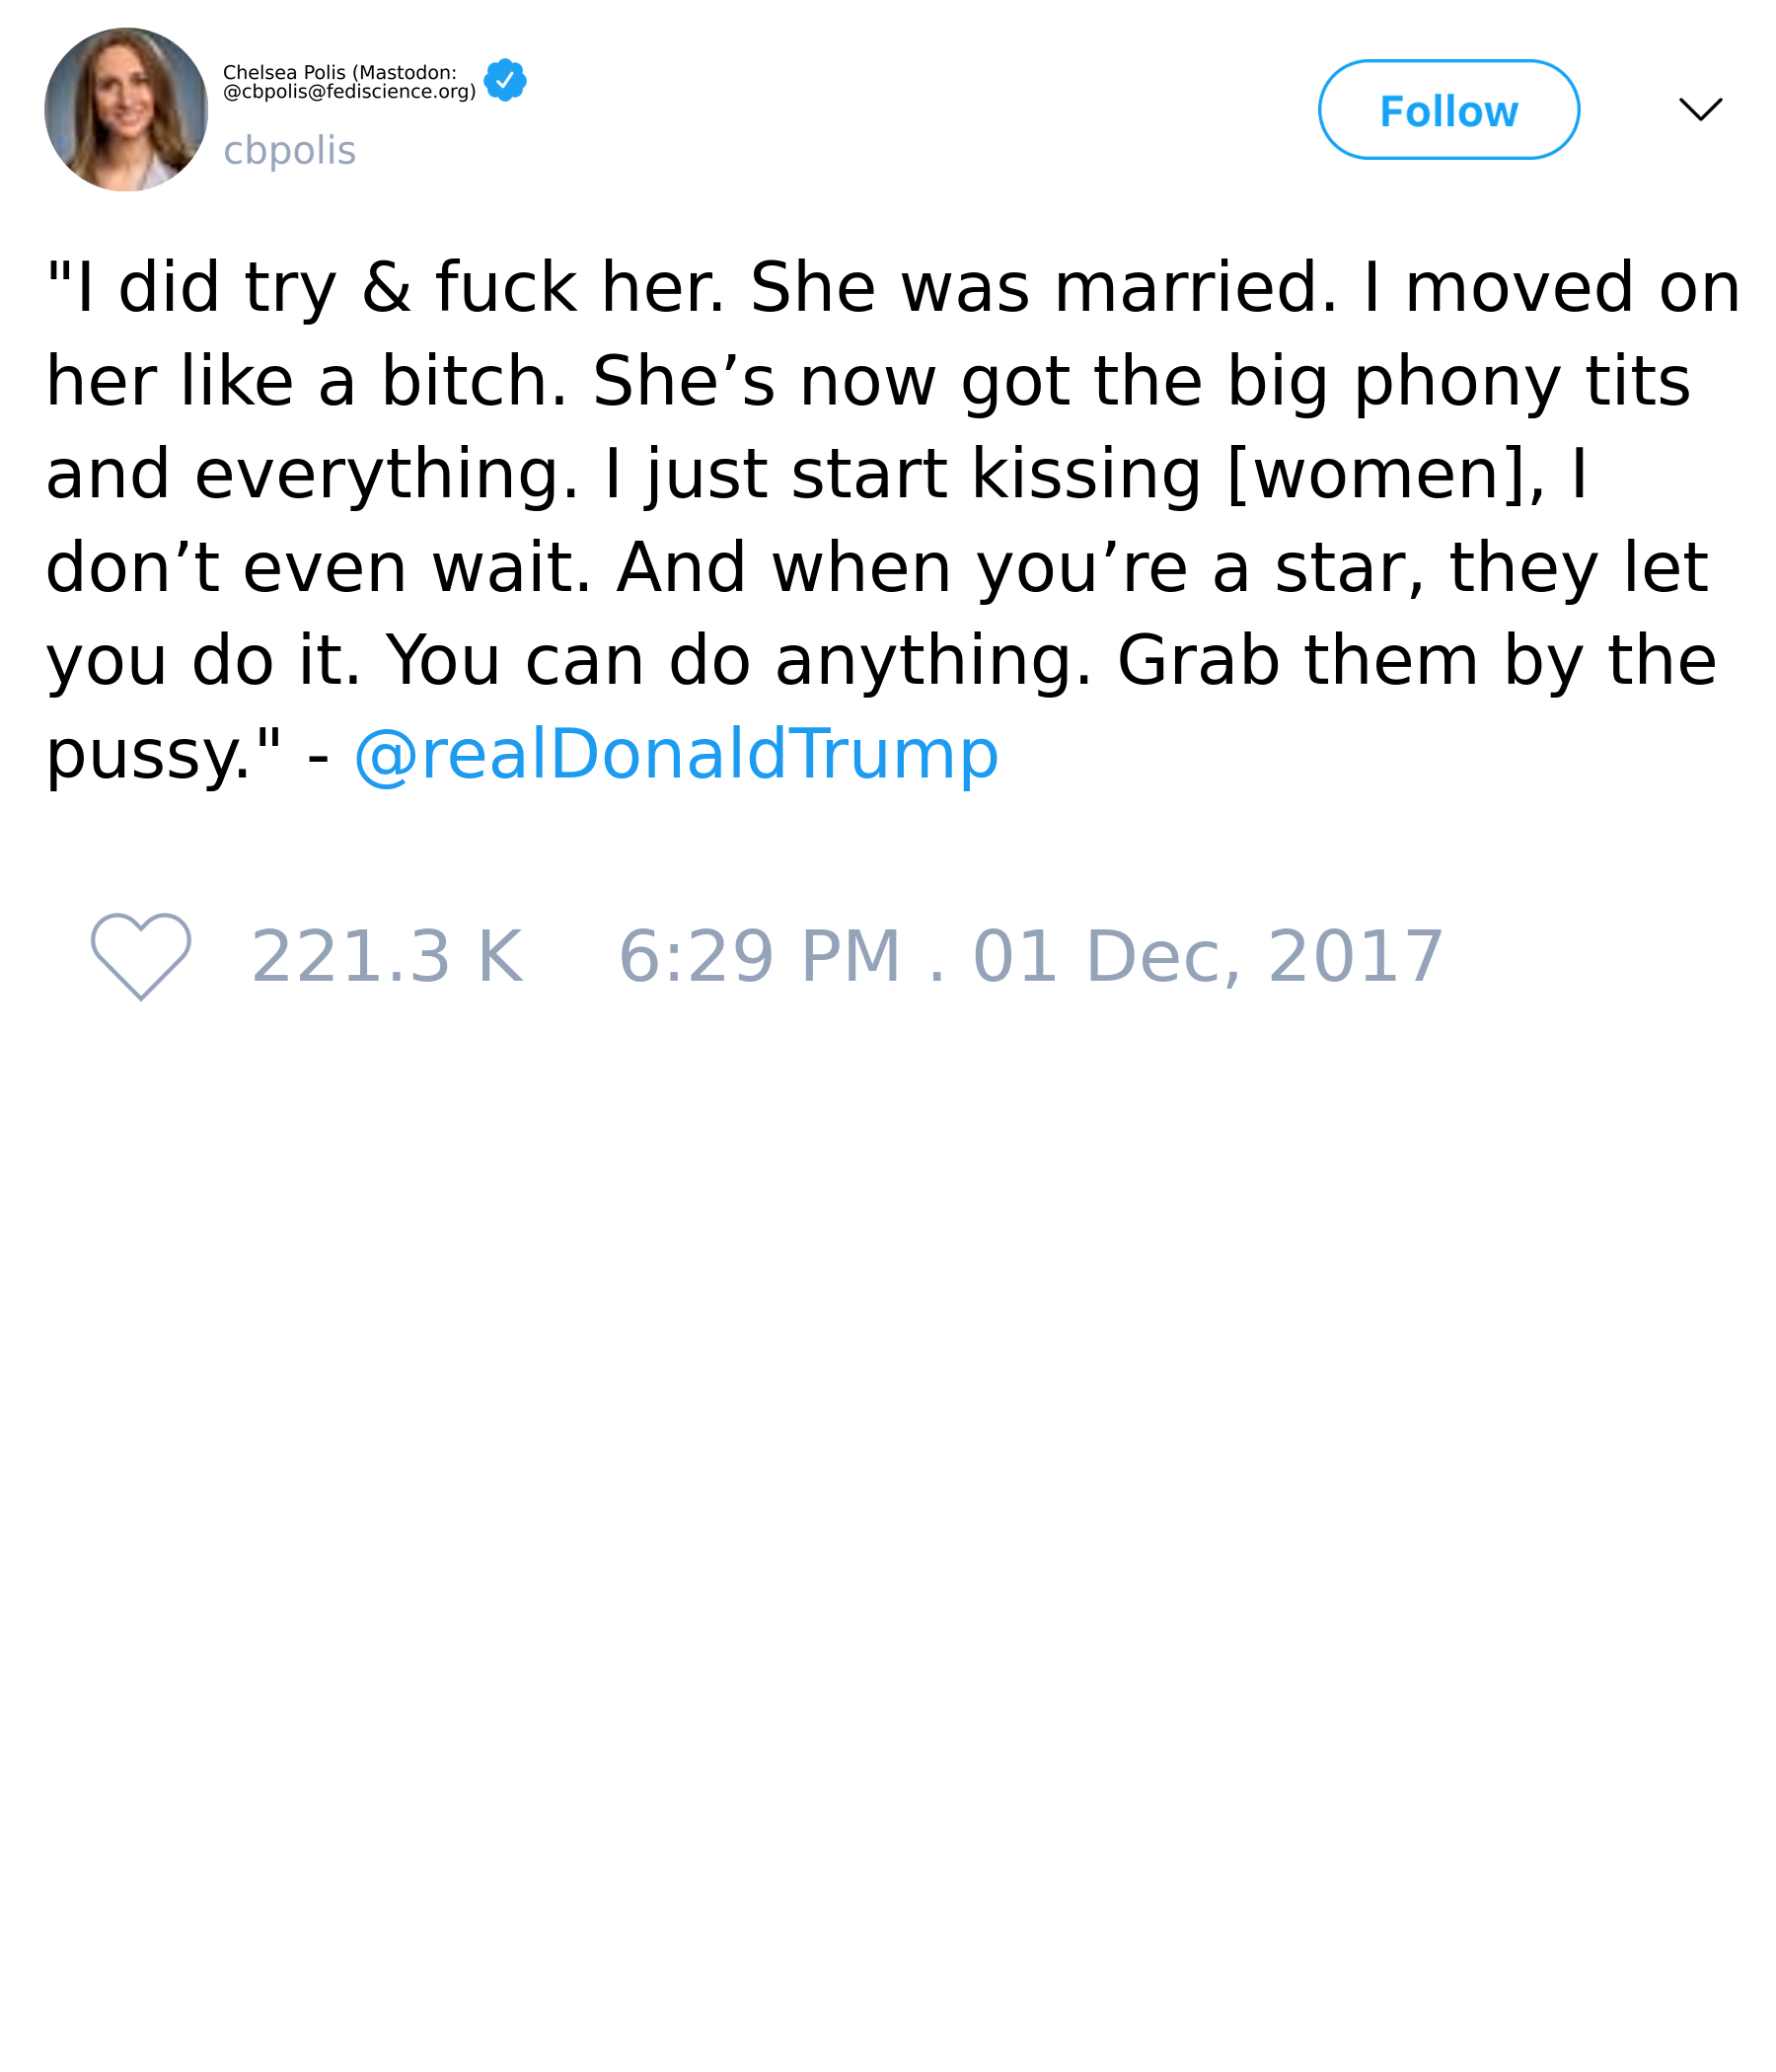 Chelsea Polis (Mastodon:
@cbpolis@fediscience.org)
cbpolis
Follow
"I did try & fuck her. She was married. I moved on
her like a bitch. She’s now got the big phony tits
and everything. I just start kissing [women], I
don’t even wait. And when you’re a star, they let
you do it. You can do anything. Grab them by the
pussy." - @realDonaldTrump
221.3 K 6:29 PM . 01 Dec, 2017